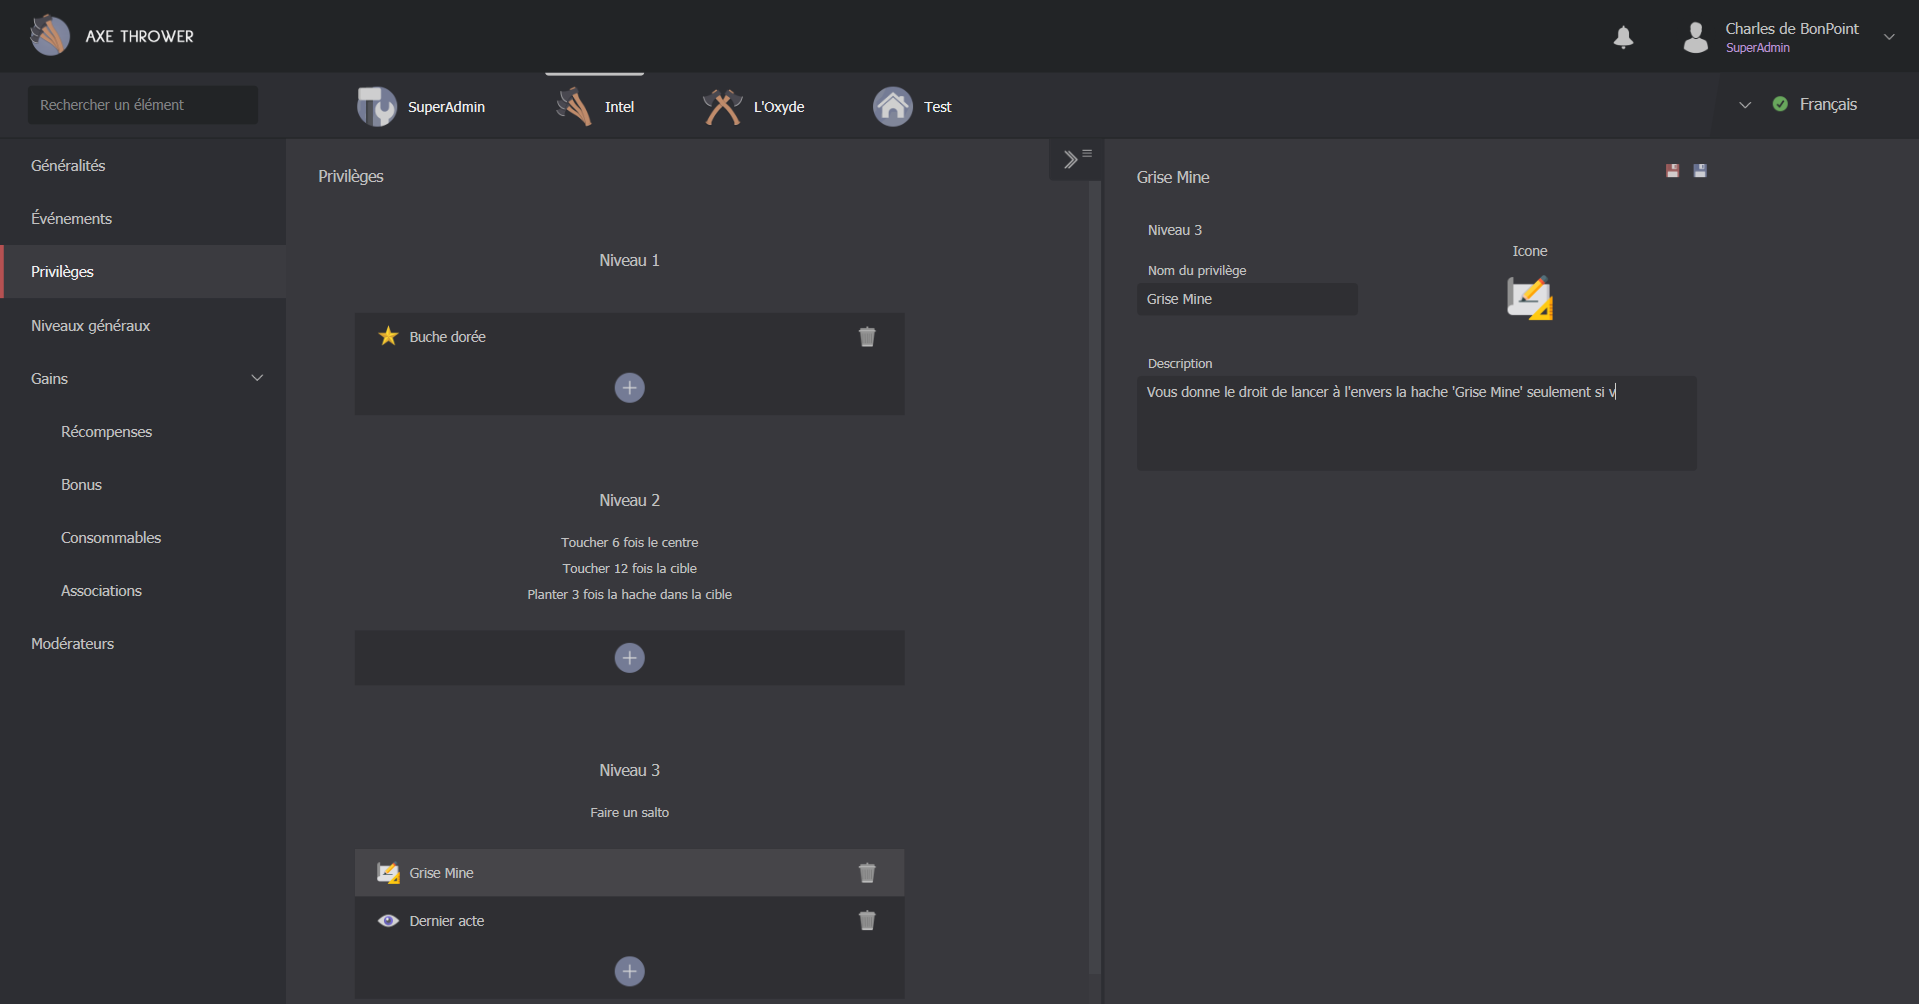 AXE THROWER
Charles de BonPoint
SuperAdmin
Rechercher un élément
SuperAdmin
Intel
L'Oxyde
Test
Français
Généralités
Événements
Privilèges
Niveaux généraux
Gains
Récompenses
Bonus
Consommables
Associations
Modérateurs
Privilèges
Niveau 1
Buche dorée
Niveau 2
Toucher 6 fois le centre
Toucher 12 fois la cible
Planter 3 fois la hache dans la cible
Niveau 3
Faire un salto
Grise Mine
Dernier acte
Grise Mine
Niveau 3
Icone
Nom du privilège
Grise Mine
Description
Vous donne le droit de lancer à l'envers la hache 'Grise Mine' seulement si v